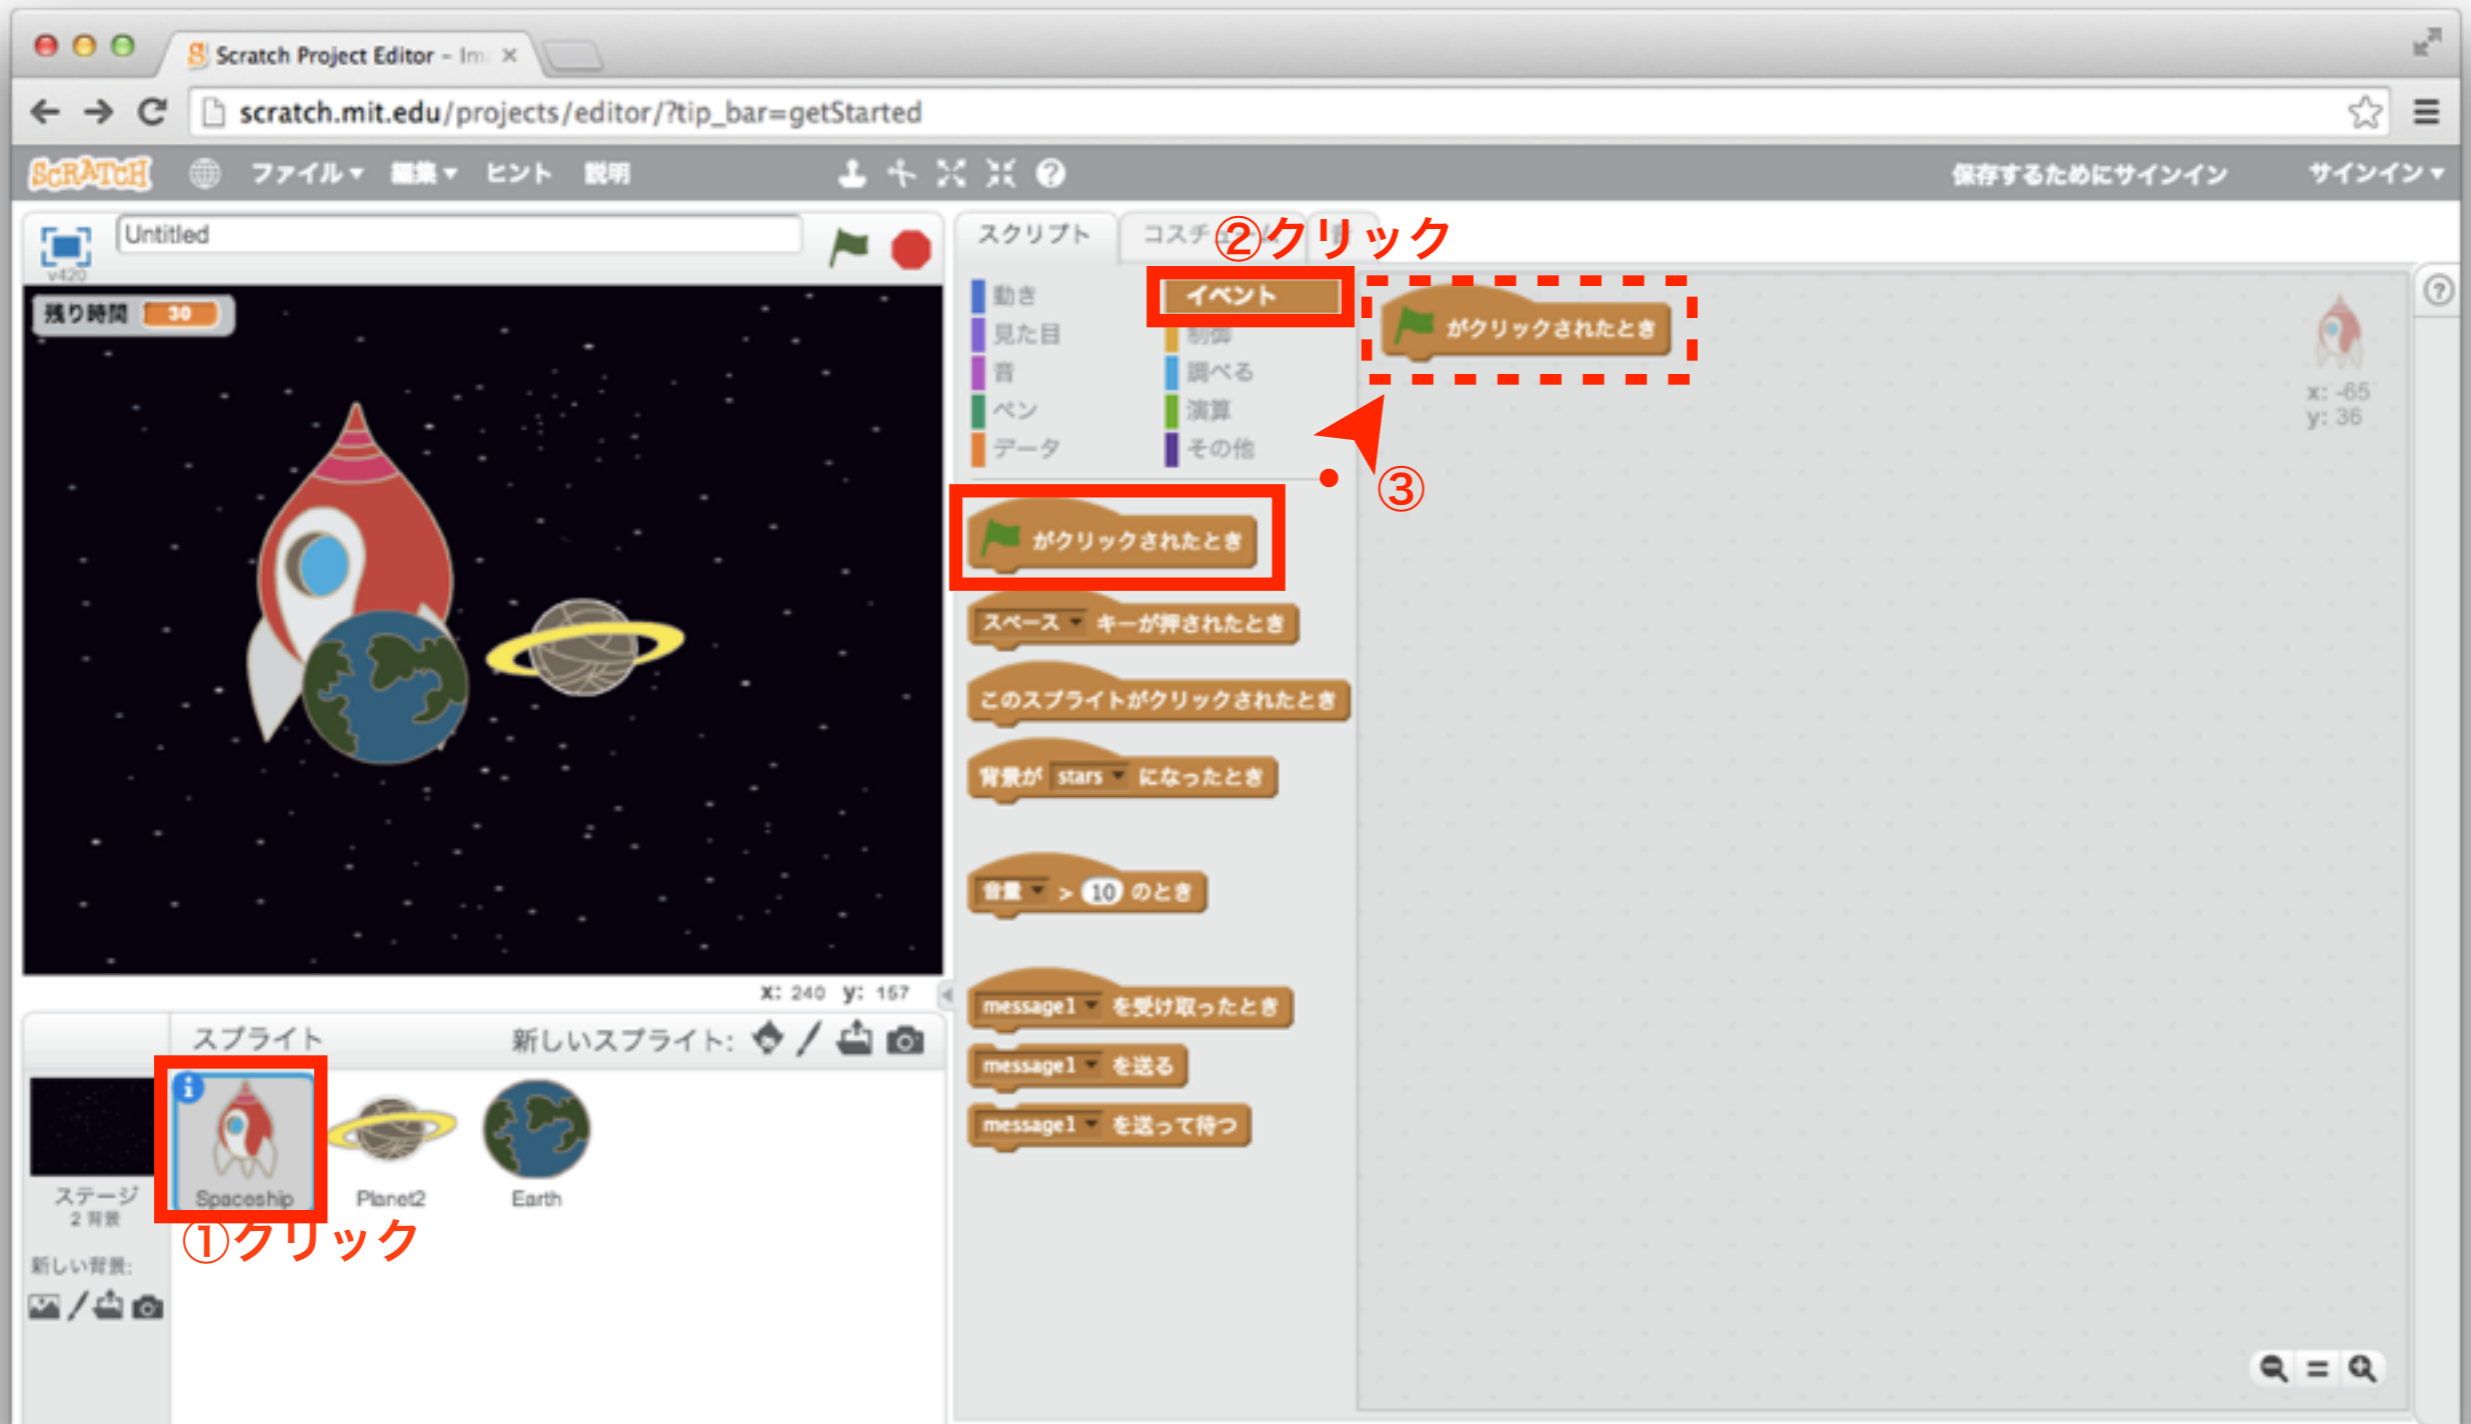 Scratch Project Editor – Im
scratch.mit.edu/projects/editor/?tip_bar=getStarted
SCRATCH ファイル 編集 ヒント 説明 保存するためにサインイン サインイン
Untitled
v420
スクリプト コスチューム 音
②クリック
残り時間 30
動き イベント
見た目 制御
音 調べる
ペン 演算
データ その他
がクリックされたとき
x: -65
y: 36
③
がクリックされたとき
スペース キーが押されたとき
このスプライトがクリックされたとき
背景が stars になったとき
音量 > 10 のとき
message1 を受け取ったとき
message1 を送る
message1 を送って待つ
x: 240 y: 157
スプライト 新しいスプライト:
ステージ
2 背景
新しい背景:
Spaceship Planet2 Earth
①クリック